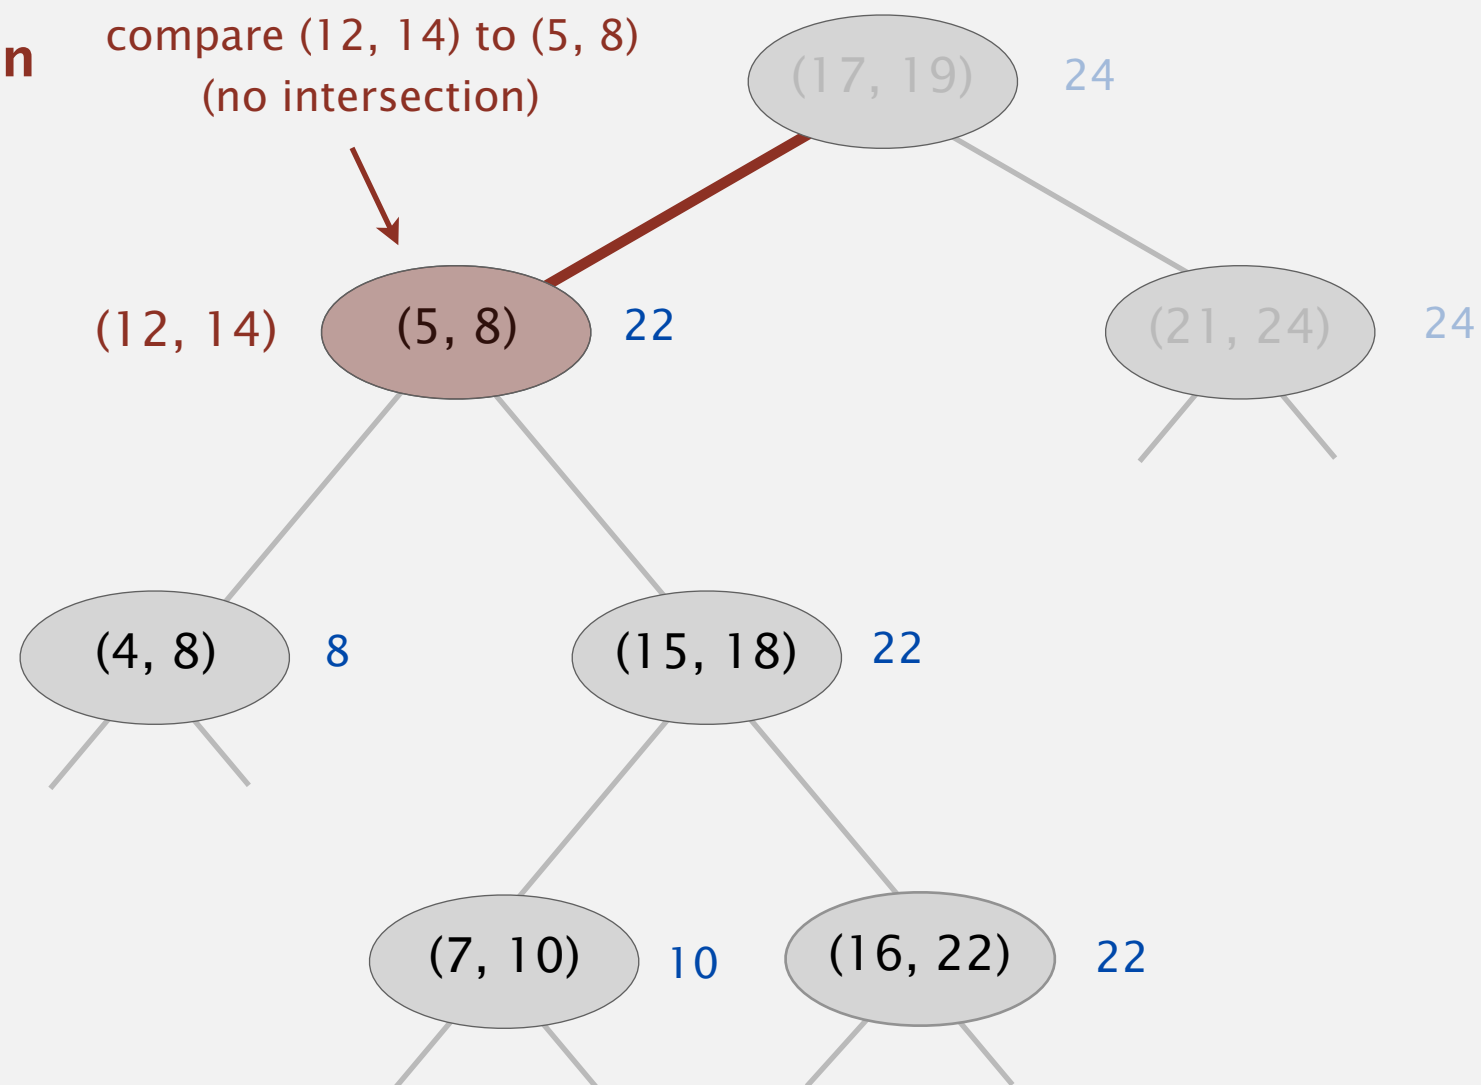 n
compare (12, 14) to (5, 8)
(no intersection)
(17, 19) 24
(12, 14) (5, 8) 22
(21, 24) 24
(4, 8) 8
(15, 18) 22
(7, 10) 10
(16, 22) 22